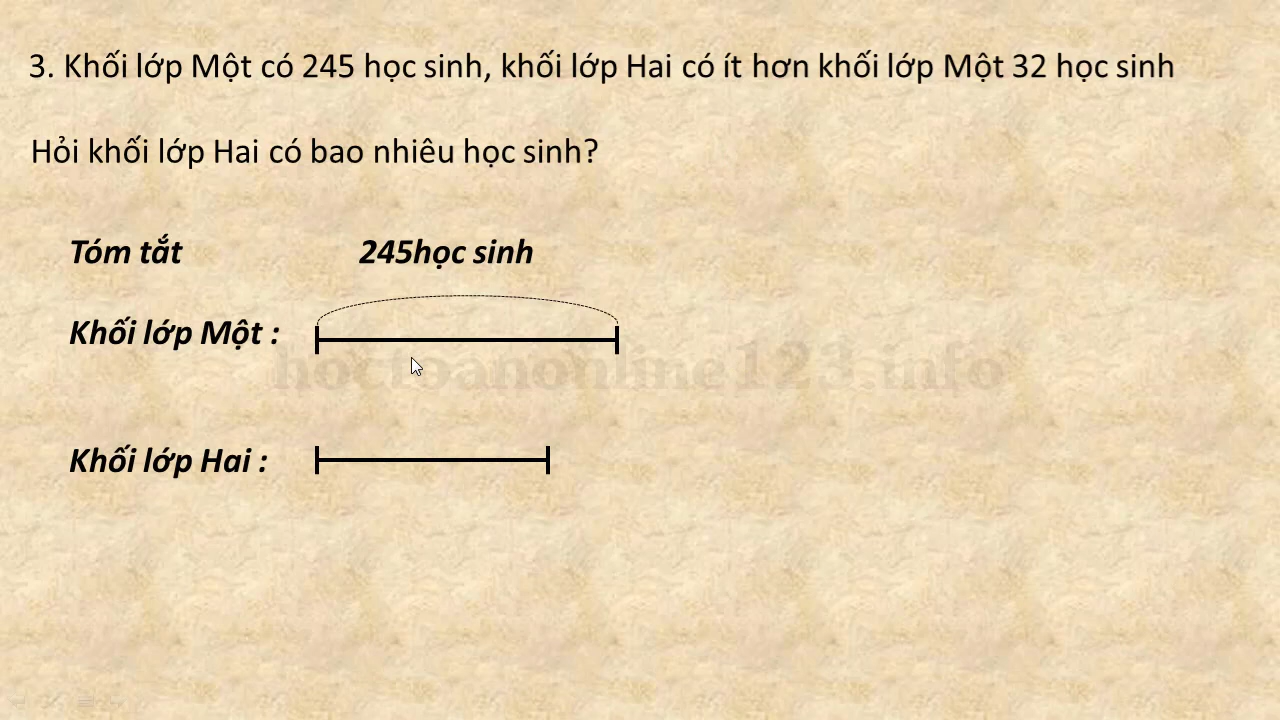 3. Khối lớp Một có 245 học sinh, khối lớp Hai có ít hơn khối lớp Một 32 học sinh
Hỏi khối lớp Hai có bao nhiêu học sinh?
Tóm tắt
245học sinh
Khối lớp Một :
hoctoanonline123.info
Khối lớp Hai :